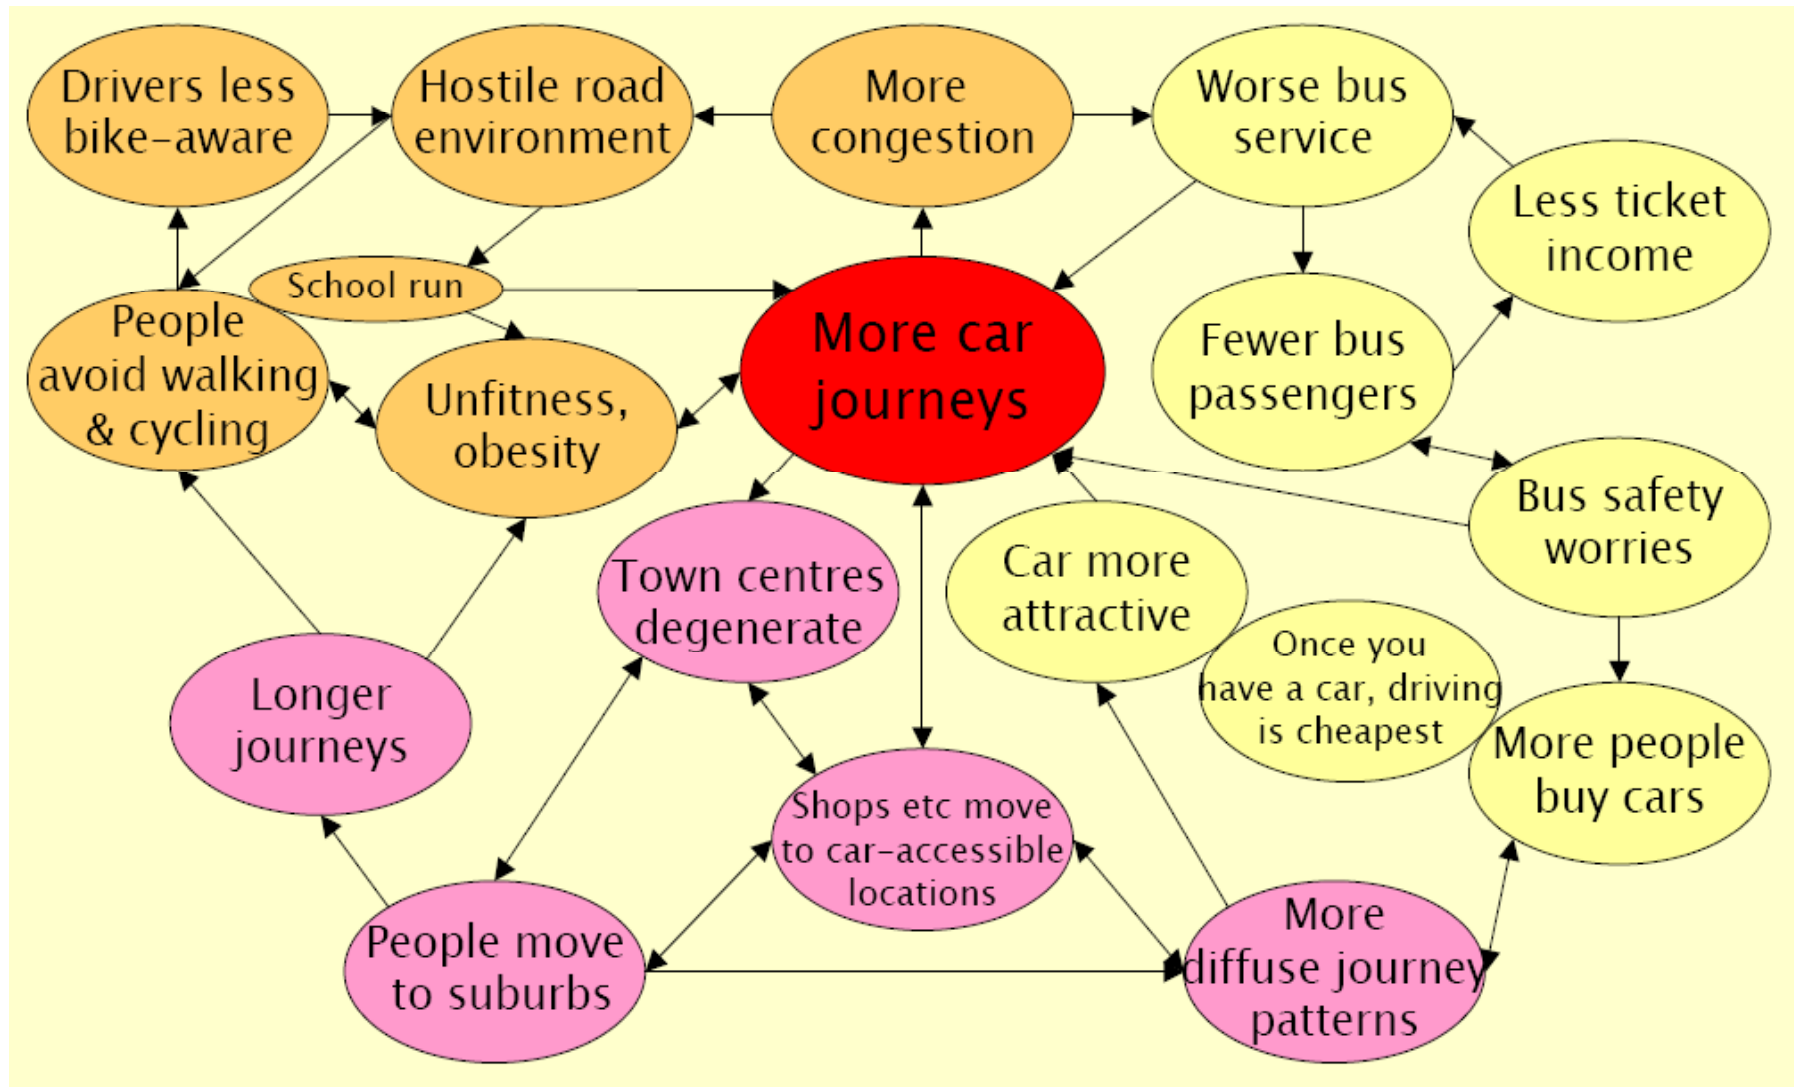 Drivers less
bike-aware
Hostile road
environment
More
congestion
Worse bus
service
Less ticket
income
School run
People
avoid walking
& cycling
Unfitness,
obesity
More car
journeys
Fewer bus
passengers
Bus safety
worries
Town centres
degenerate
Car more
attractive
Once you
have a car, driving
is cheapest
Longer
journeys
More people
buy cars
Shops etc move
to car-accessible
locations
People move
to suburbs
More
diffuse journey
patterns